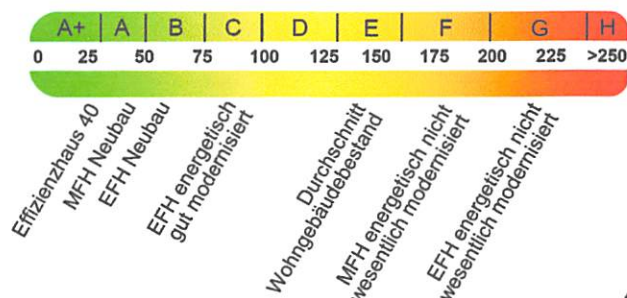 A+ A B C D E F G H
0 25 50 75 100 125 150 175 200 225 >250
Effizienzhaus 40
MFH Neubau
EFH Neubau
EFH energetisch
gut modernisiert
Durchschnitt
Wohngebäudebestand
MFH energetisch nicht
wesentlich modernisiert
EFH energetisch nicht
wesentlich modernisiert